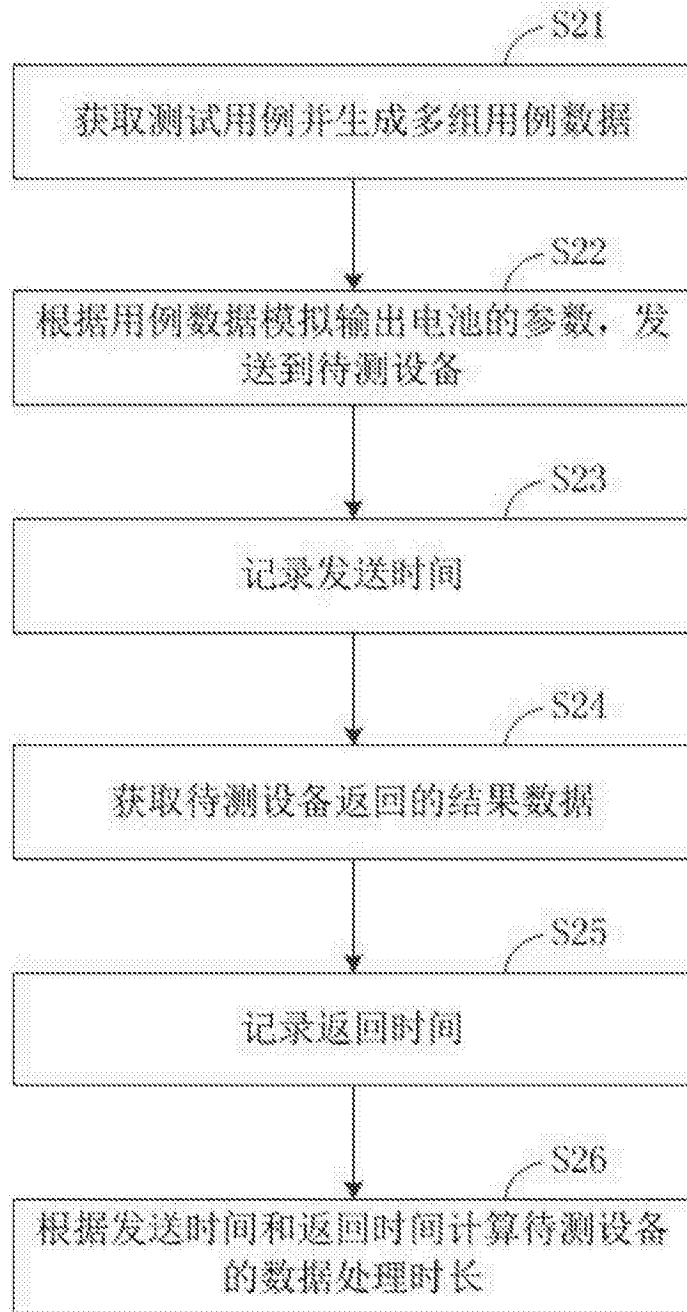 S21
获取测试用例并生成多组用例数据
S22
根据用例数据模拟输出电池的参数，发
送到待测设备
S23
记录发送时间
S24
获取待测设备返回的结果数据
S25
记录返回时间
S26
根据发送时间和返回时间计算待测设备
的数据处理时长